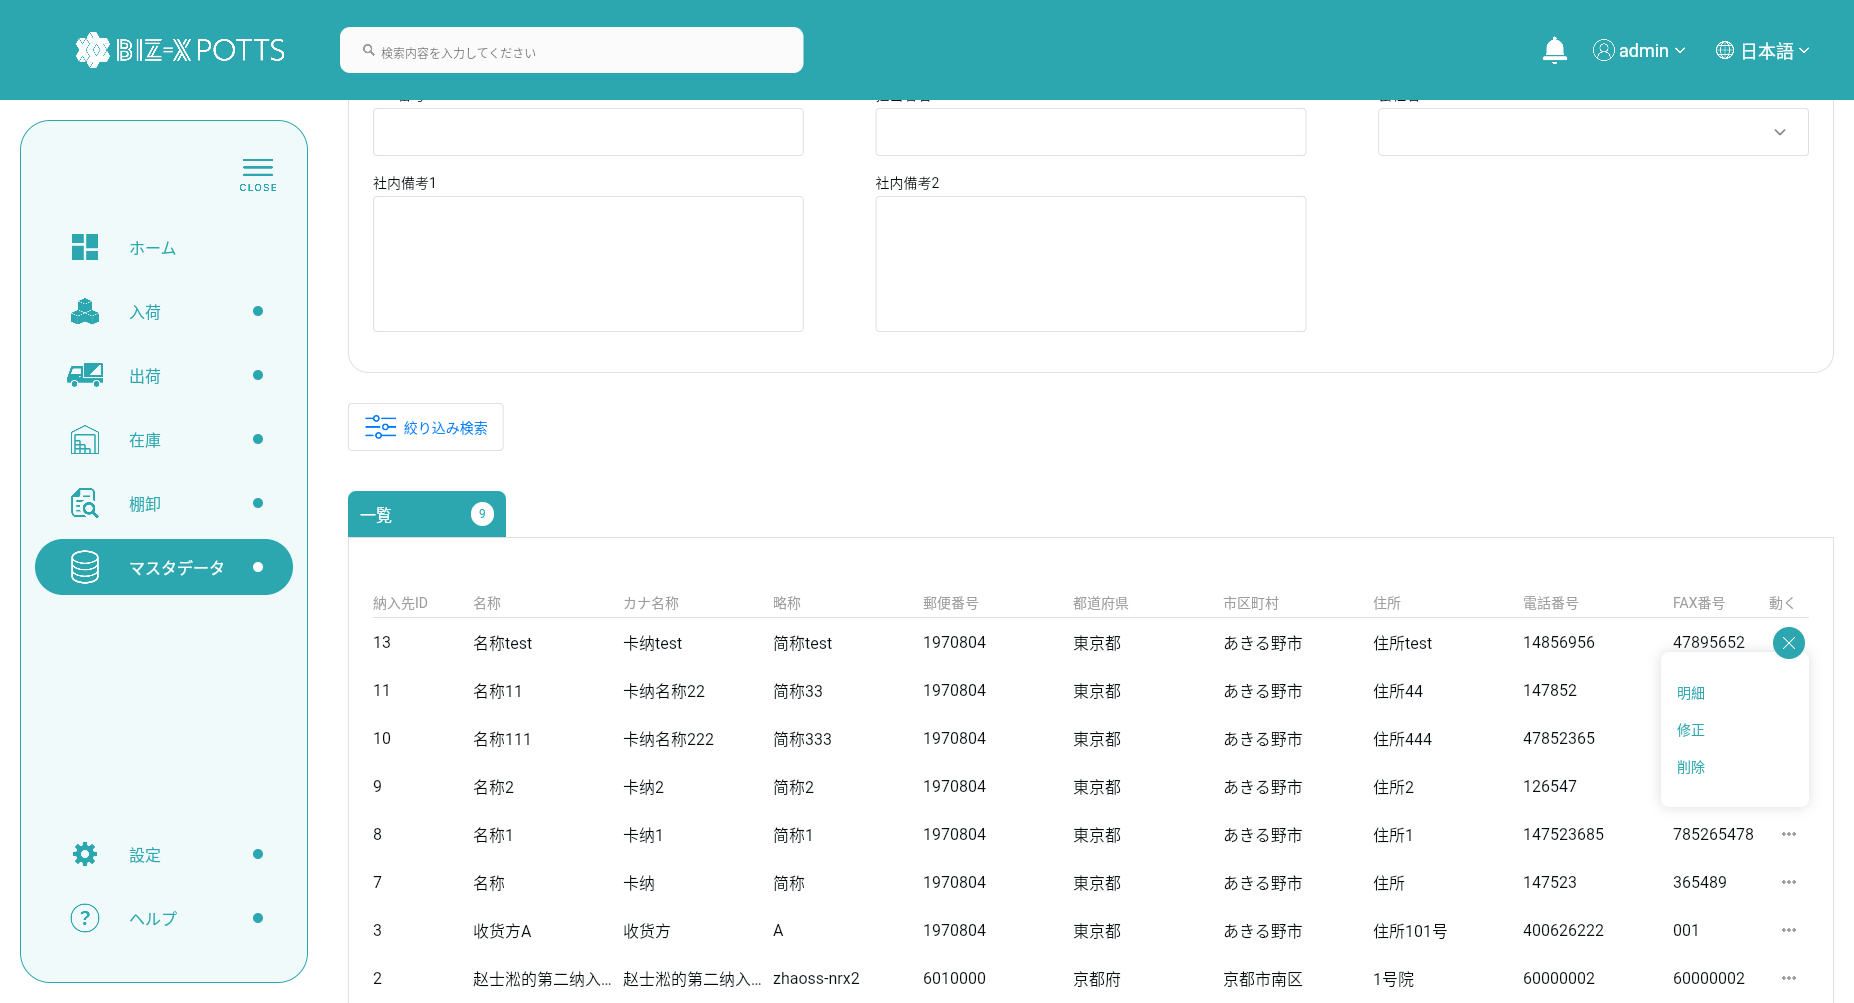 BIZ-X POTTS
検索内容を入力してください
admin
日本語
CLOSE
ホーム
入荷
出荷
在庫
棚卸
マスタデータ
設定
ヘルプ
社内備考1
社内備考2
絞り込み検索
一覧 9
納入先ID 名称 カナ名称 略称 郵便番号 都道府県 市区町村 住所 電話番号 FAX番号 動く
13 名称test 卡纳test 简称test 1970804 東京都 あきる野市 住所test 14856956 47895652
11 名称11 卡纳名称22 简称33 1970804 東京都 あきる野市 住所44 147852
10 名称111 卡纳名称222 简称333 1970804 東京都 あきる野市 住所444 47852365
9 名称2 卡纳2 简称2 1970804 東京都 あきる野市 住所2 126547
明細
修正
削除
8 名称1 卡纳1 简称1 1970804 東京都 あきる野市 住所1 147523685 785265478
7 名称 卡纳 简称 1970804 東京都 あきる野市 住所 147523 365489
3 收货方A 收货方 A 1970804 東京都 あきる野市 住所101号 400626222 001
2 赵士淞的第二纳入... 赵士淞的第二纳入... zhaoss-nrx2 6010000 京都府 京都市南区 1号院 60000002 60000002